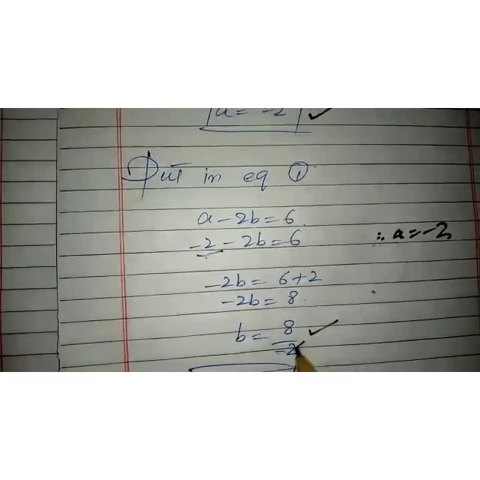 a = -2 ✓
Put in eq ①
a - 2b = 6
-2 - 2b = 6 ∴ a = -2
-2b = 6 + 2
-2b = 8
b = 8/-2 ✓